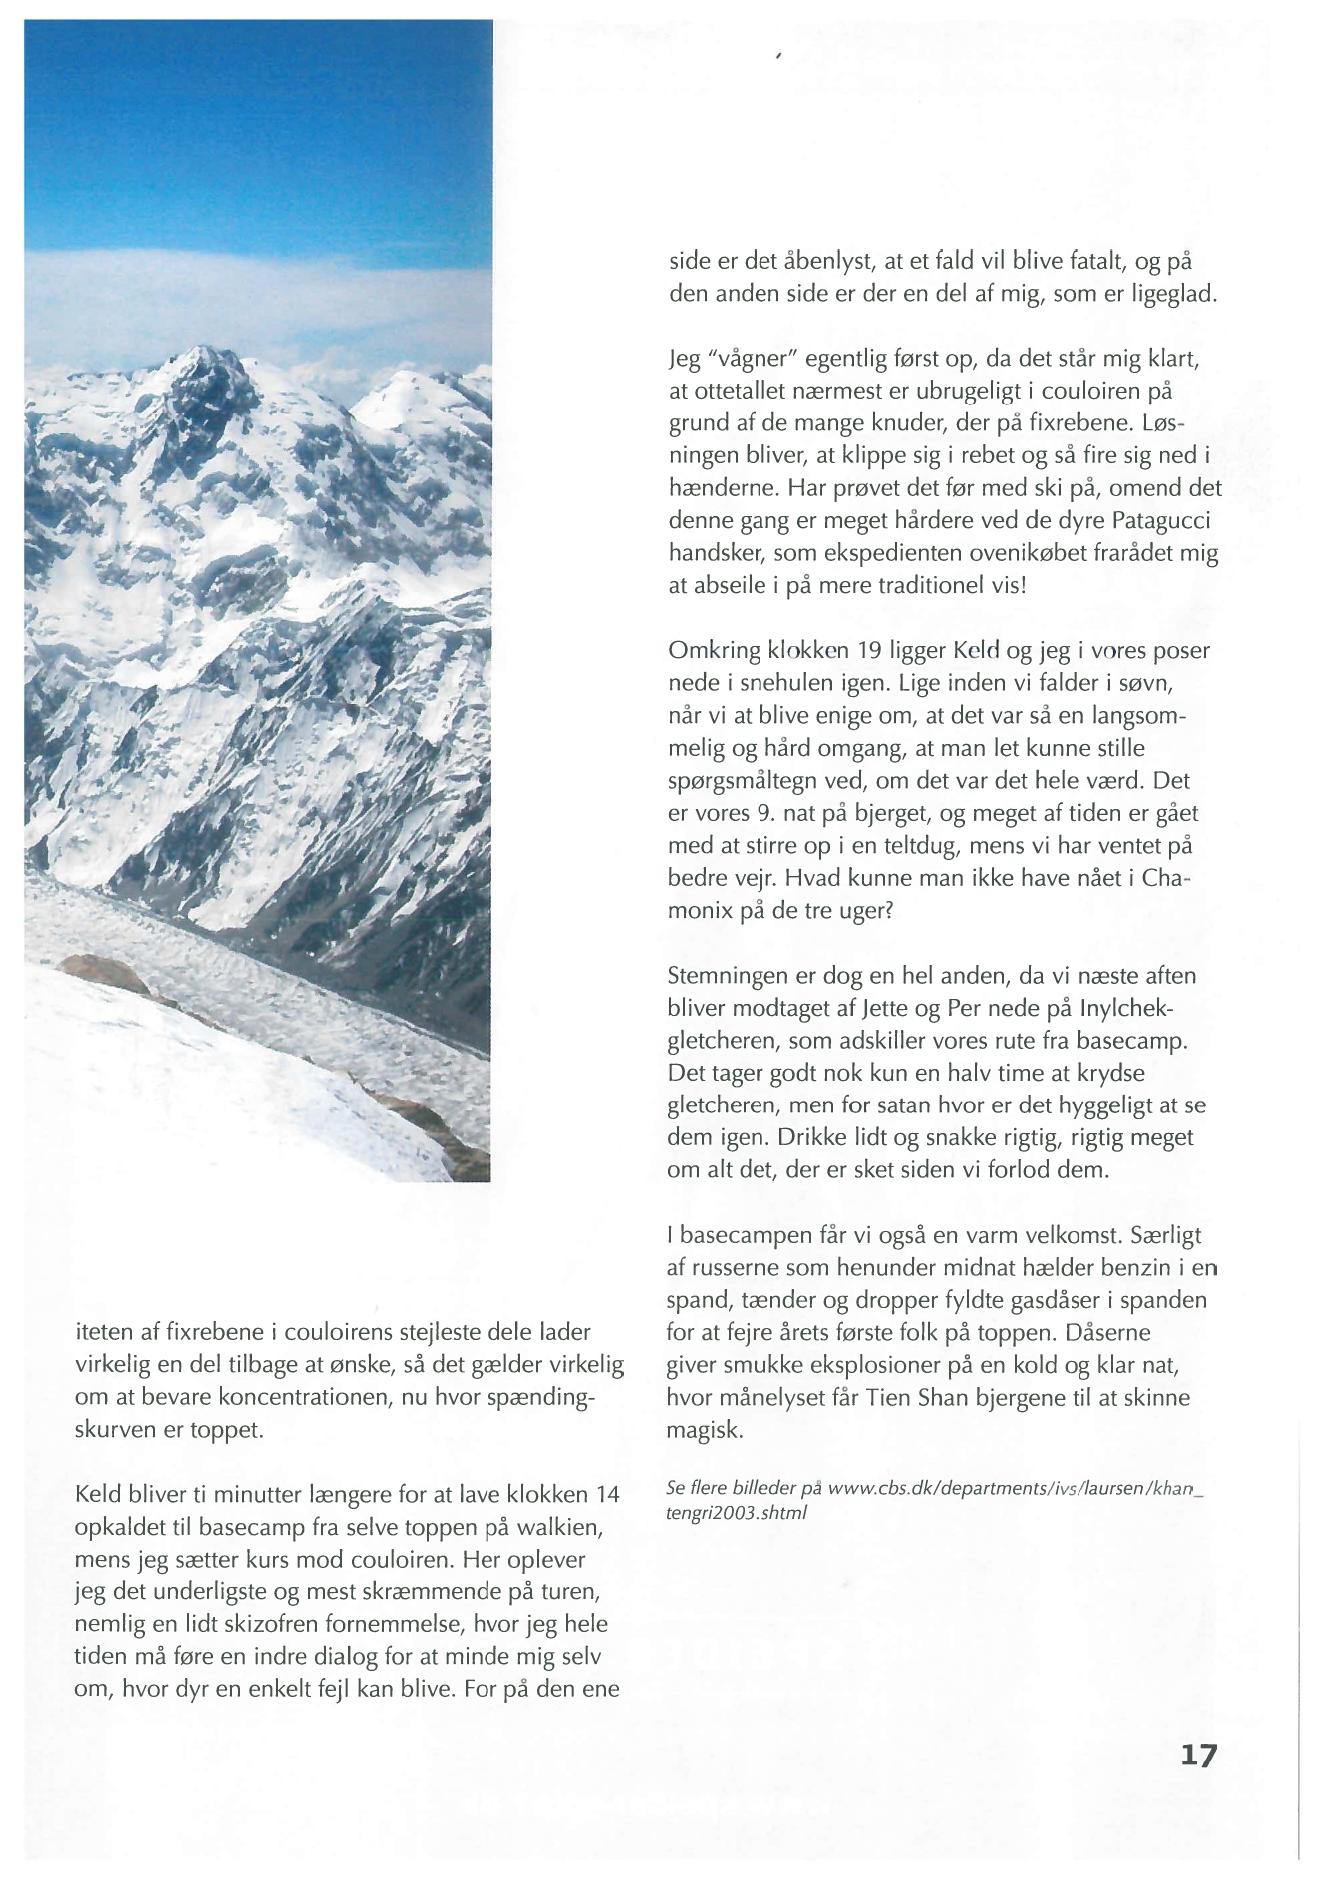 iteten af fixrebene i couloirens stejleste dele lader
virkelig en del tilbage at ønske, så det gælder virkelig
om at bevare koncentrationen, nu hvor spænding-
skurven er toppet.
Keld bliver ti minutter længere for at lave klokken 14
opkaldet til basecamp fra selve toppen på walkien,
mens jeg sætter kurs mod couloiren. Her oplever
jeg det underligste og mest skræmmende på turen,
nemlig en lidt skizofren fornemmelse, hvor jeg hele
tiden må føre en indre dialog for at minde mig selv
om, hvor dyr en enkelt fejl kan blive. For på den ene
side er det åbenlyst, at et fald vil blive fatalt, og på
den anden side er der en del af mig, som er ligeglad.
Jeg "vågner" egentlig først op, da det står mig klart,
at ottetallet nærmest er ubrugeligt i couloiren på
grund af de mange knuder, der på fixrebene. Løs-
ningen bliver, at klippe sig i rebet og så fire sig ned i
hænderne. Har prøvet det før med ski på, omend det
denne gang er meget hårdere ved de dyre Patagucci
handsker, som ekspedienten ovenikøbet frarådet mig
at abseile i på mere traditionel vis!
Omkring klokken 19 ligger Keld og jeg i vores poser
nede i snehulen igen. Lige inden vi falder i søvn,
når vi at blive enige om, at det var så en langsom-
melig og hård omgang, at man let kunne stille
spørgsmåltegn ved, om det var det hele værd. Det
er vores 9. nat på bjerget, og meget af tiden er gået
med at stirre op i en teltdug, mens vi har ventet på
bedre vejr. Hvad kunne man ikke have nået i Cha-
monix på de tre uger?
Stemningen er dog en hel anden, da vi næste aften
bliver modtaget af Jette og Per nede på Inylchek-
gletcheren, som adskiller vores rute fra basecamp.
Det tager godt nok kun en halv time at krydse
gletcheren, men for satan hvor er det hyggeligt at se
dem igen. Drikke lidt og snakke rigtig, rigtig meget
om alt det, der er sket siden vi forlod dem.
I basecampen får vi også en varm velkomst. Særligt
af russerne som henunder midnat hælder benzin i en
spand, tænder og dropper fyldte gasdåser i spanden
for at fejre årets første folk på toppen. Dåserne
giver smukke eksplosioner på en kold og klar nat,
hvor månelyset får Tien Shan bjergene til at skinne
magisk.
Se flere billeder på www.cbs.dk/departments/ivs/laursen/khan_
tengri2003.shtml
17